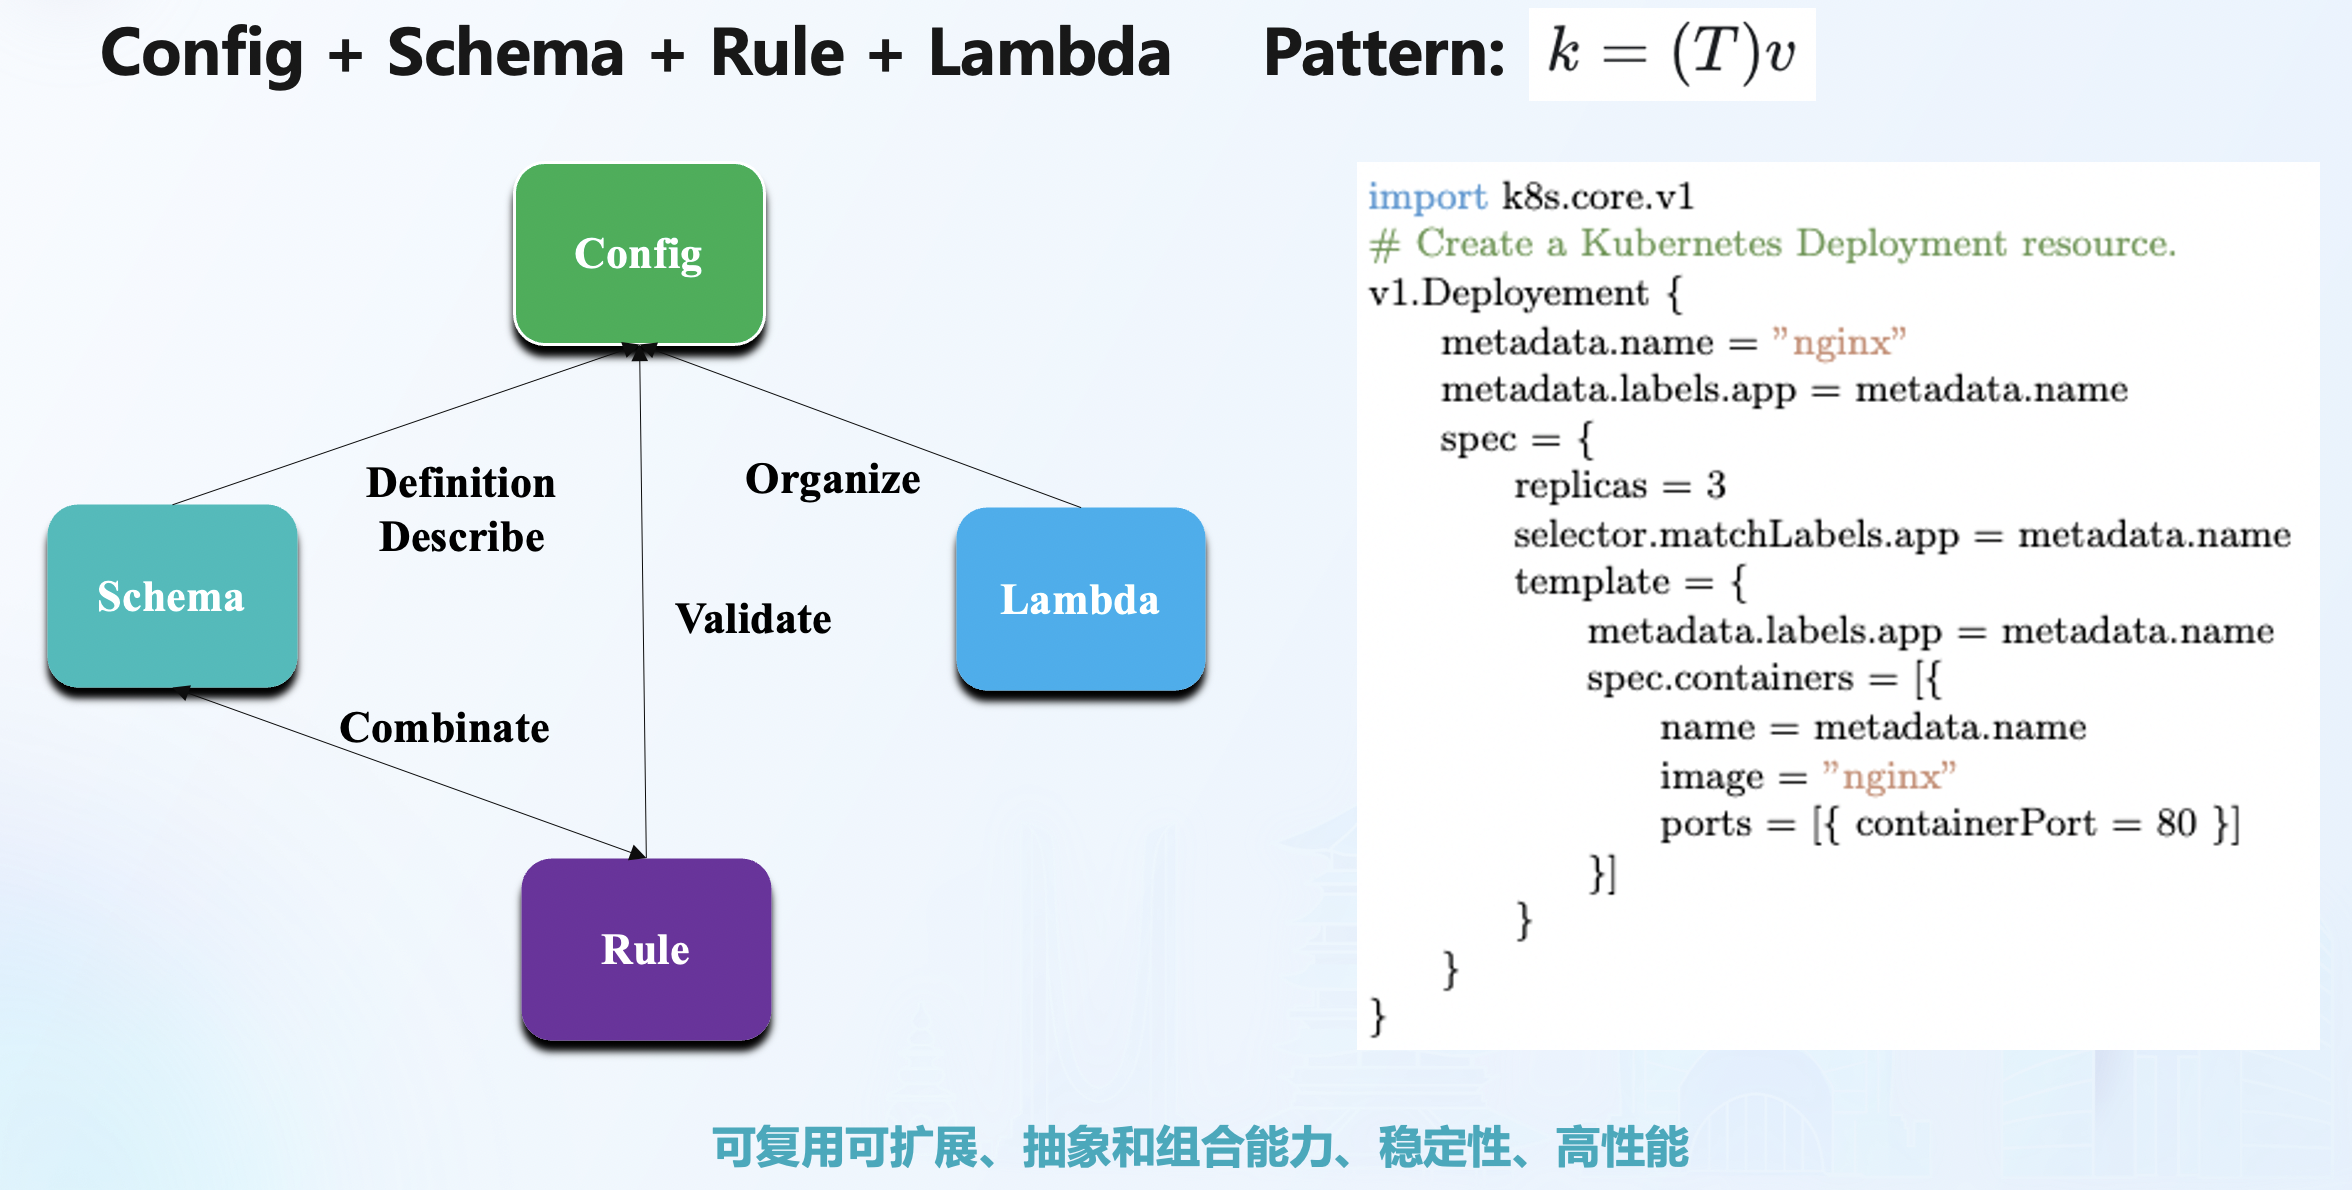 Config + Schema + Rule + Lambda Pattern: k = (T)v
Config
Definition
Describe
Organize
Schema
Validate
Lambda
Combinate
Rule
import k8s.core.v1
# Create a Kubernetes Deployment resource.
v1.Deployement {
metadata.name = ”nginx”
metadata.labels.app = metadata.name
spec = {
replicas = 3
selector.matchLabels.app = metadata.name
template = {
metadata.labels.app = metadata.name
spec.containers = [{
name = metadata.name
image = ”nginx”
ports = [{ containerPort = 80 }]
}]
}
}
}
可复用可扩展、抽象和组合能力、稳定性、高性能